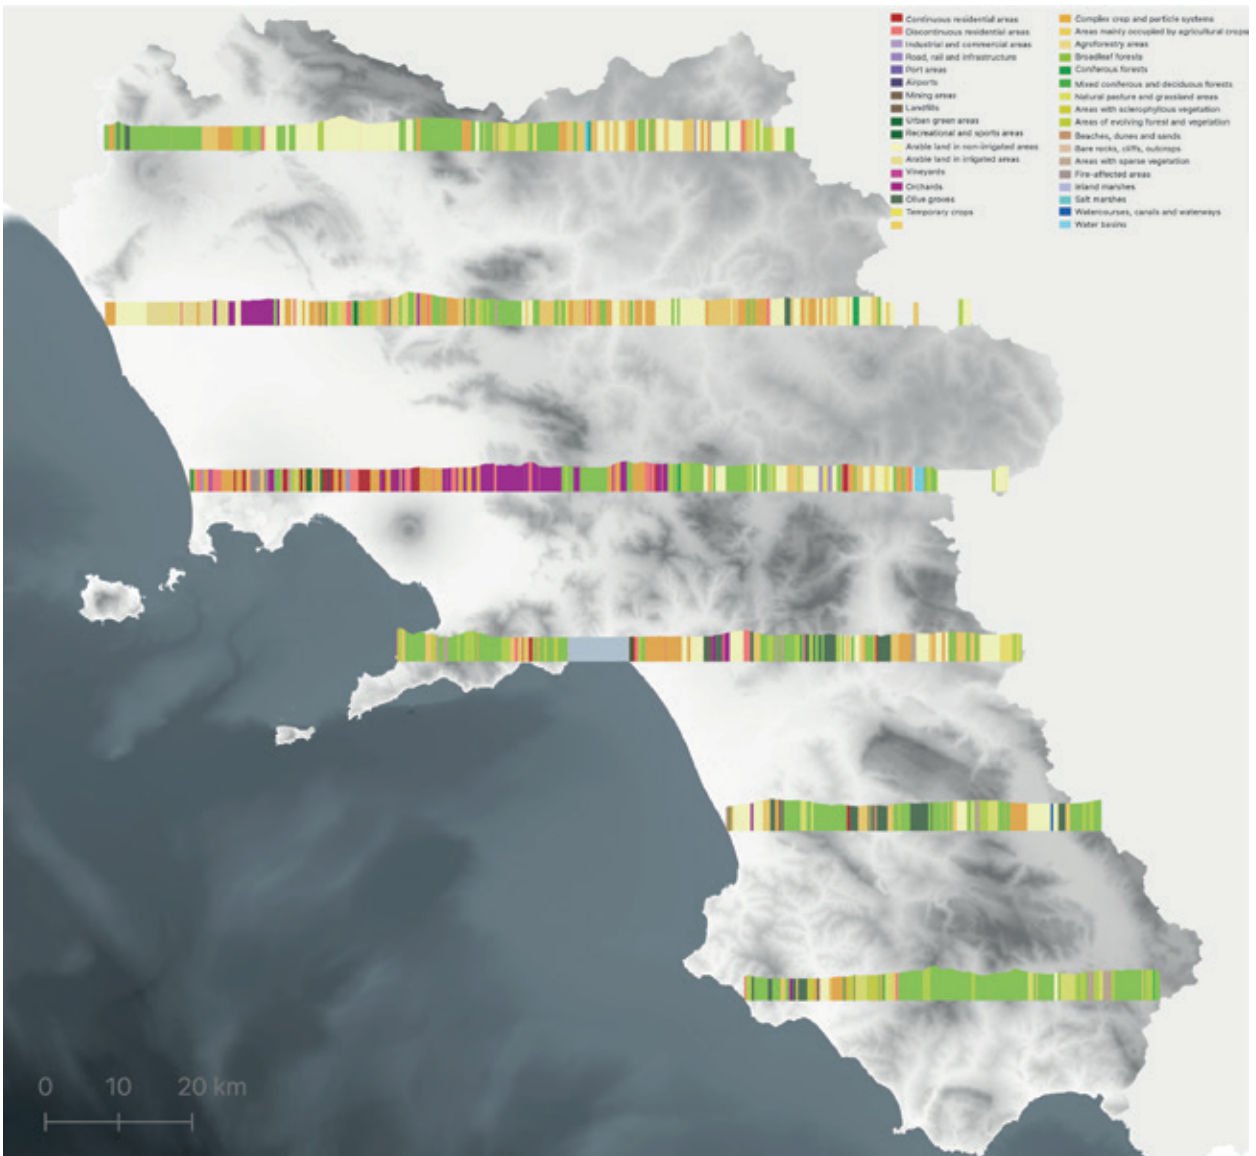 Continuous residential areas
Discontinuous residential areas
Industrial and commercial areas
Road, rail and infrastructure
Port areas
Airports
Mining areas
Landfills
Urban green areas
Recreational and sports areas
Arable land in non-irrigated areas
Arable land in irrigated areas
Vineyards
Orchards
Olive groves
Temporary crops
Complex crop and particle systems
Areas mainly occupied by agricultural crops
Agroforestry areas
Broadleaf forests
Coniferous forests
Mixed coniferous and deciduous forests
Natural pasture and grassland areas
Areas with sclerophyllous vegetation
Areas of evolving forest and vegetation
Beaches, dunes and sands
Bare rocks, cliffs, outcrops
Areas with sparse vegetation
Fire-affected areas
Inland marshes
Salt marshes
Watercourses, canals and waterways
Water basins
0 10 20 km